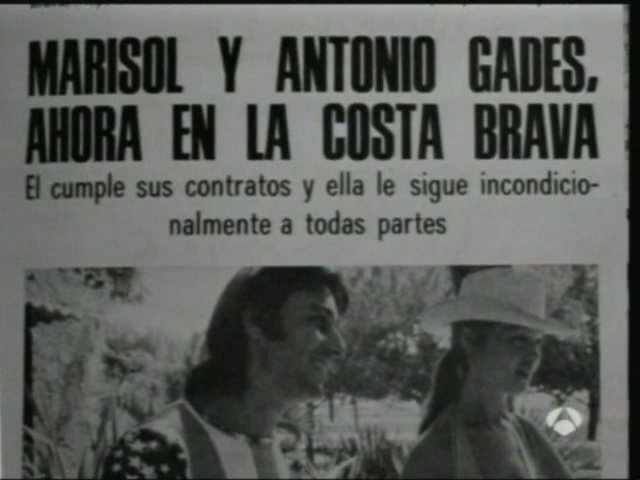 MARISOL Y ANTONIO GADES,
AHORA EN LA COSTA BRAVA
El cumple sus contratos y ella le sigue incondicio-
nalmente a todas partes